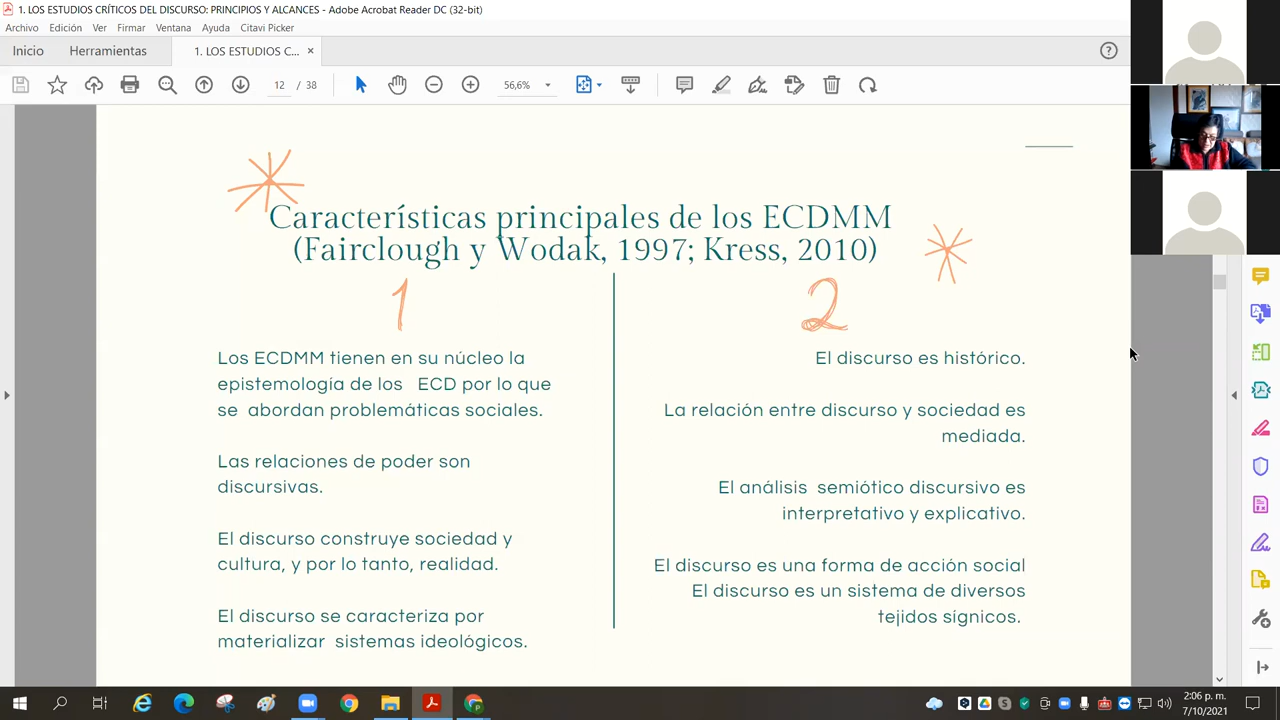 1. LOS ESTUDIOS CRÍTICOS DEL DISCURSO: PRINCIPIOS Y ALCANCES - Adobe Acrobat Reader DC (32-bit)
Archivo Edición Ver Firmar Ventana Ayuda Citavi Picker
Inicio Herramientas 1. LOS ESTUDIOS C... ×
12 / 38 56,6%
Características principales de los ECDMM
(Fairclough y Wodak, 1997; Kress, 2010)
1
Los ECDMM tienen en su núcleo la
epistemología de los ECD por lo que
se abordan problemáticas sociales.
Las relaciones de poder son
discursivas.
El discurso construye sociedad y
cultura, y por lo tanto, realidad.
El discurso se caracteriza por
materializar sistemas ideológicos.
2
El discurso es histórico.
La relación entre discurso y sociedad es
mediada.
El análisis semiótico discursivo es
interpretativo y explicativo.
El discurso es una forma de acción social
El discurso es un sistema de diversos
tejidos sígnicos.
2:06 p. m.
7/10/2021